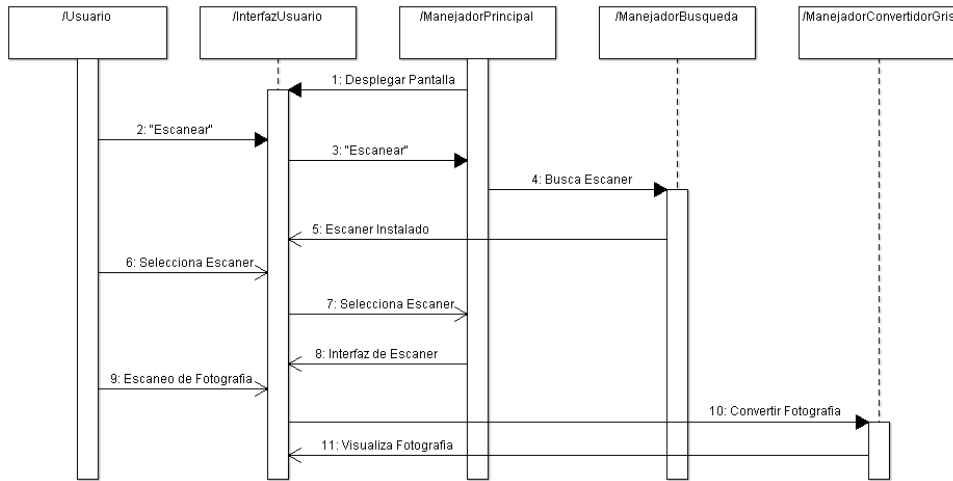 /Usuario
/InterfazUsuario
/ManejadorPrincipal
/ManejadorBusqueda
/ManejadorConvertidorGris
1: Desplegar Pantalla
2: "Escanear"
3: "Escanear"
4: Busca Escaner
5: Escaner Instalado
6: Selecciona Escaner
7: Selecciona Escaner
8: Interfaz de Escaner
9: Escaneo de Fotografia
10: Convertir Fotografia
11: Visualiza Fotografia